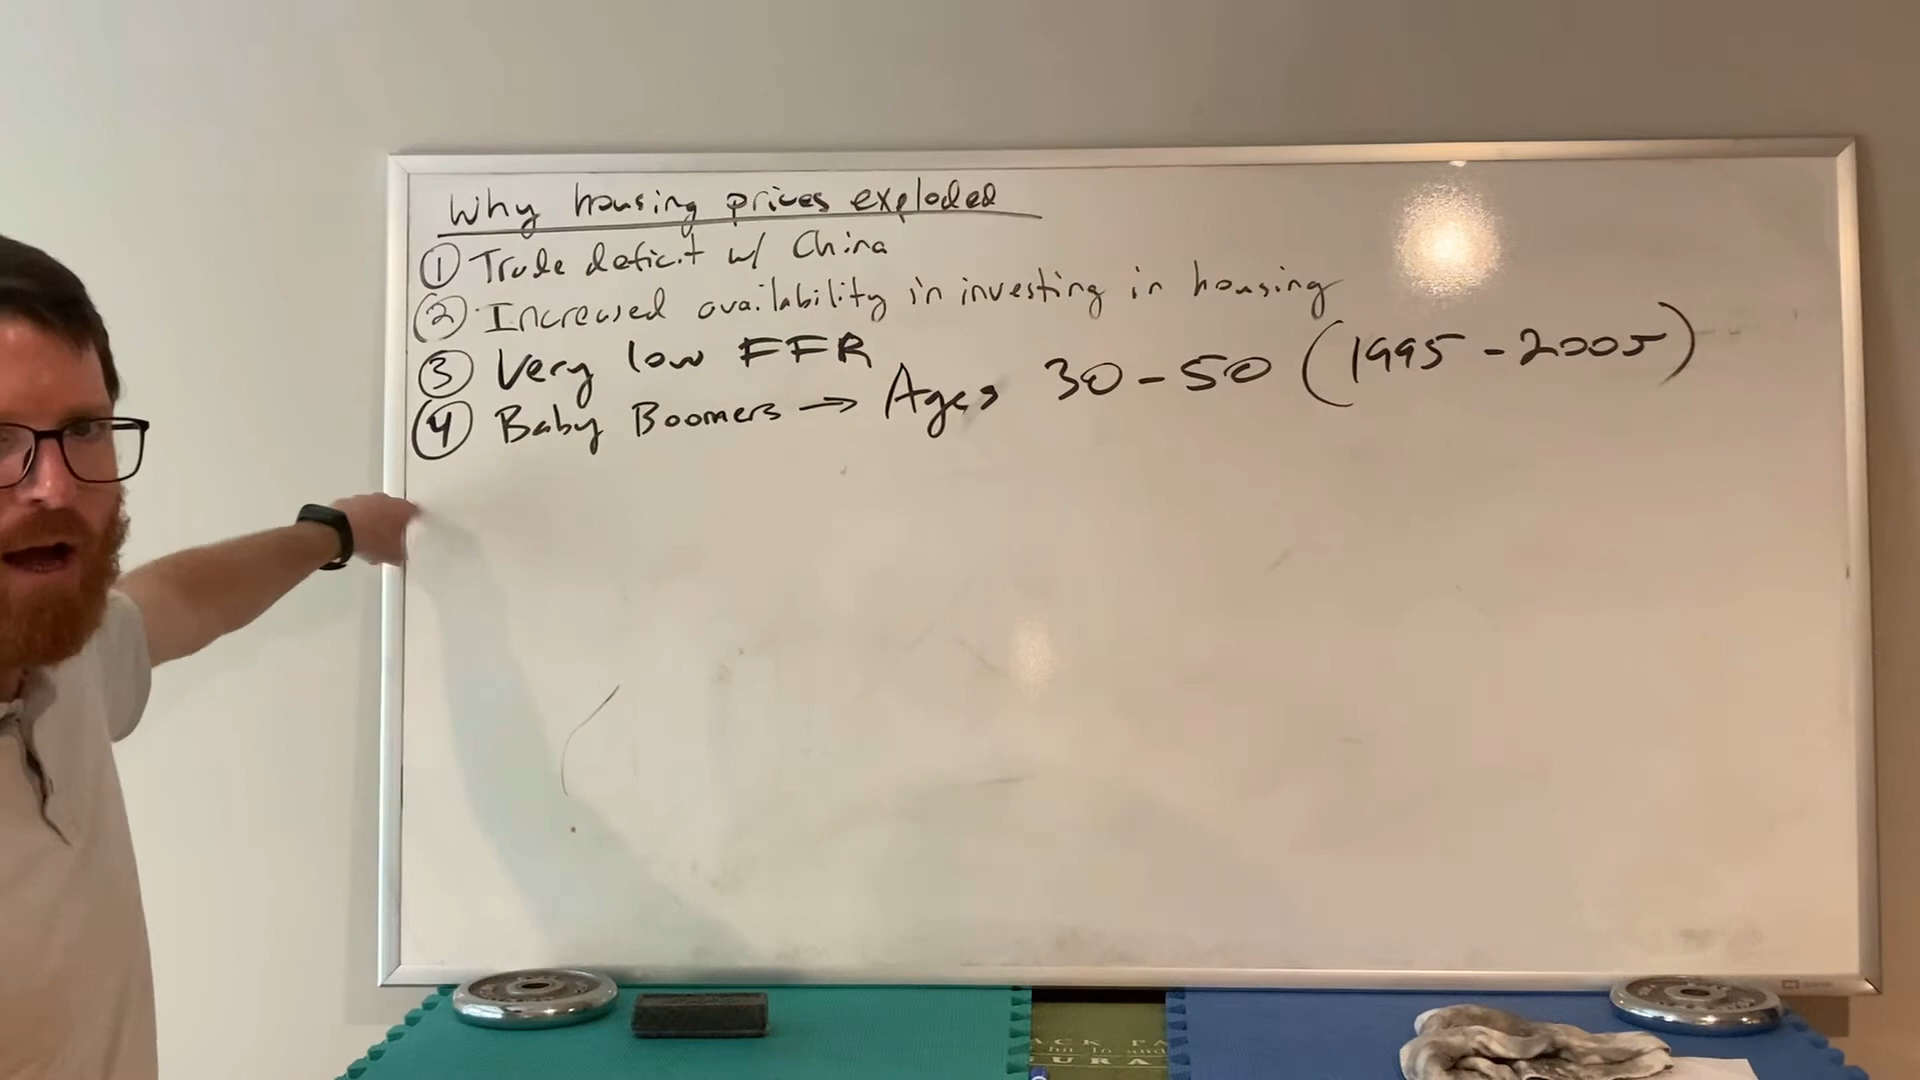 Why housing prices exploded
① Trade deficit w/ China
② Increased availability in investing in housing
③ Very low FFR
④ Baby Boomers → Ages 30-50 (1995-2005)